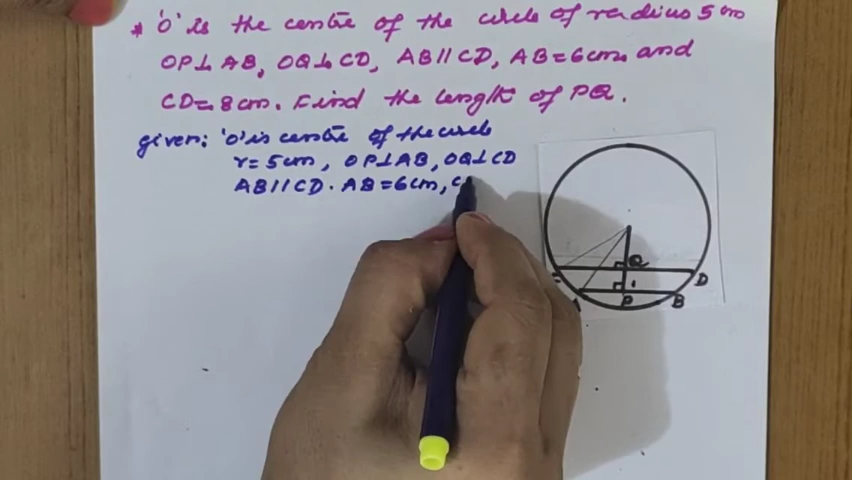 * 'O' is the centre of the circle of radius 5 cm
OP⊥AB, OQ⊥CD, AB//CD, AB=6cm and
CD=8cm. Find the length of PQ.
given: 'O' is centre of the circle
r=5cm, OP⊥AB, OQ⊥CD
AB//CD. AB=6cm, C
Q
D
P
B